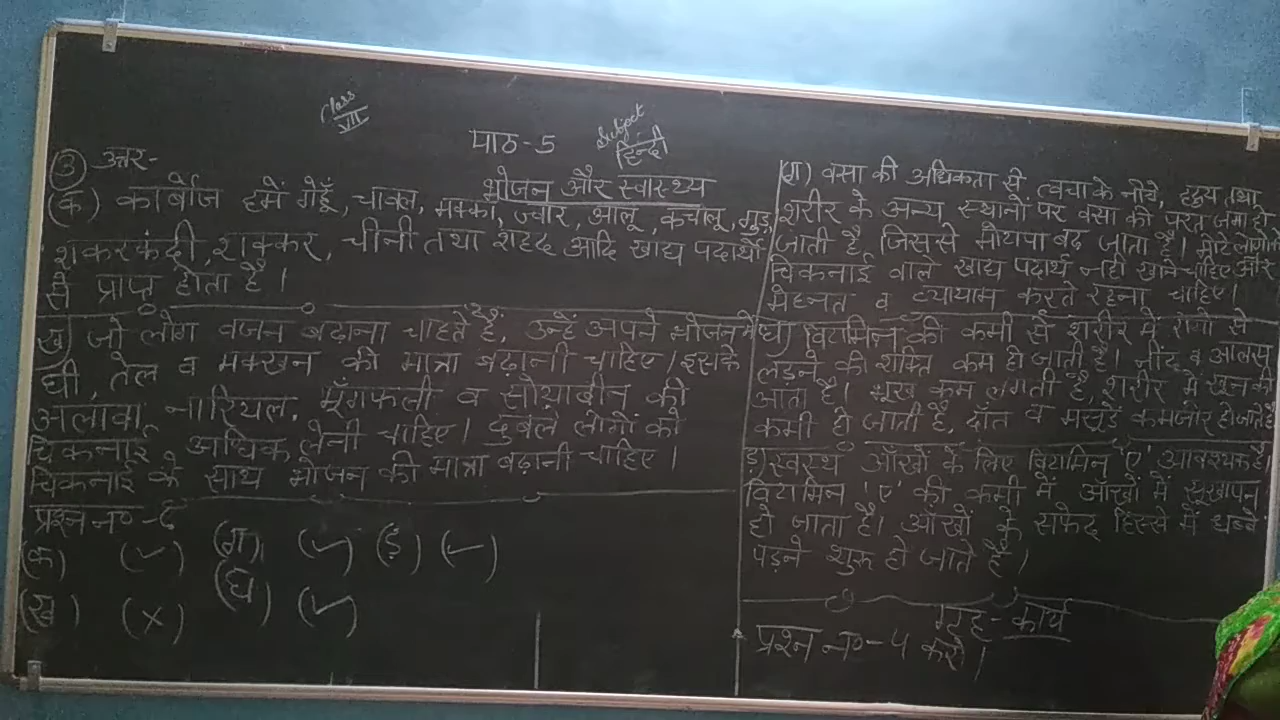 Class
VII
पाठ-5
Subject
हिन्दी
भोजन और स्वास्थ्य
③ उत्तर-
(क) कार्बोज हमें गेहूँ, चावल, मक्का, ज्वार, आलू, कचालू, गुड़,
शकरकंदी, शक्कर, चीनी तथा शहद आदि खाद्य पदार्थों
से प्राप्त होता है।
ख) जो लोग वजन बढ़ाना चाहते हैं, उन्हें अपने भोजन में
घी, तेल व मक्खन की मात्रा बढ़ानी चाहिए। इसके
अलावा नारियल, मूँगफली व सोयाबीन की
चिकनाई अधिक लेनी चाहिए। दुबले लोगों को
चिकनाई के साथ भोजन की मात्रा बढ़ानी चाहिए।
प्रश्न न०-6
(क) (✓) (ग) (✓) (ङ) (✓)
(ख) (×) (घ) (✓)
(ग) वसा की अधिकता से त्वचा के नीचे, हृदय तथा
शरीर के अन्य स्थानों पर वसा की परत जमा हो
जाती है, जिससे मोटापा बढ़ जाता है। मोटे लोगों को
चिकनाई वाले खाद्य पदार्थ नहीं खाने चाहिए और
मेहनत व व्यायाम करते रहना चाहिए।
घ) विटामिन की कमी से शरीर में रोगों से
लड़ने की शक्ति कम हो जाती है। नींद व आलस
आता है। भूख कम लगती है, शरीर में खून की
कमी हो जाती है, दाँत व मसूड़े कमजोर हो जाते हैं
ङ) स्वस्थ आँखों के लिए विटामिन 'ए' आवश्यक है।
विटामिन 'ए' की कमी में आँखों में सूखापन
हो जाता है। आँखों के सफेद हिस्से में धब्बे
पड़ने शुरू हो जाते हैं।
गृह-कार्य
प्रश्न न०-4 करो।